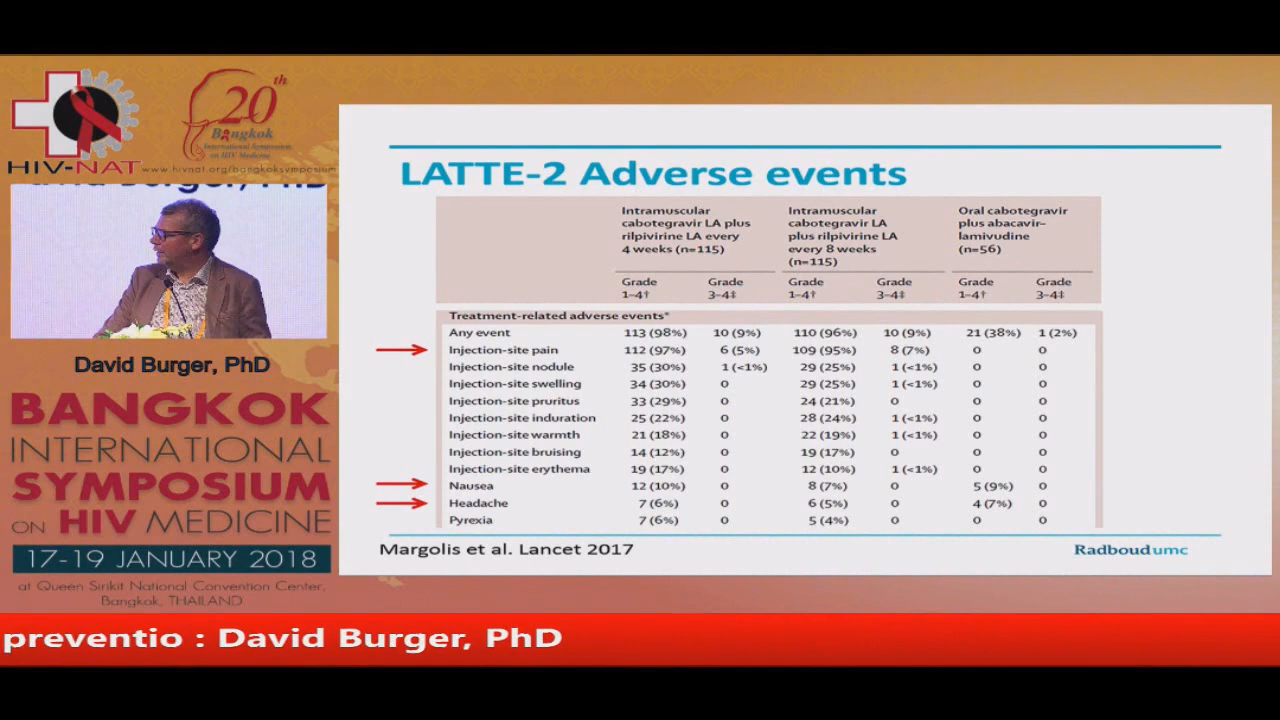 HIV-NAT
20th
Bangkok
International Symposium
on HIV Medicine
www.hivnat.org/bangkoksymposium
David Burger, PhD
David Burger, PhD
BANGKOK
INTERNATIONAL
SYMPOSIUM
ON HIV MEDICINE
17-19 JANUARY 2018
at Queen Sirikit National Convention Center,
Bangkok, THAILAND
LATTE-2 Adverse events
Intramuscular cabotegravir LA plus rilpivirine LA every 4 weeks (n=115)
Intramuscular cabotegravir LA plus rilpivirine LA every 8 weeks (n=115)
Oral cabotegravir plus abacavir–lamivudine (n=56)
Grade 1–4† Grade 3–4‡ Grade 1–4† Grade 3–4‡ Grade 1–4† Grade 3–4‡
Treatment-related adverse events*
Any event 113 (98%) 10 (9%) 110 (96%) 10 (9%) 21 (38%) 1 (2%)
Injection-site pain 112 (97%) 6 (5%) 109 (95%) 8 (7%) 0 0
Injection-site nodule 35 (30%) 1 (<1%) 29 (25%) 1 (<1%) 0 0
Injection-site swelling 34 (30%) 0 29 (25%) 1 (<1%) 0 0
Injection-site pruritus 33 (29%) 0 24 (21%) 0 0 0
Injection-site induration 25 (22%) 0 28 (24%) 1 (<1%) 0 0
Injection-site warmth 21 (18%) 0 22 (19%) 1 (<1%) 0 0
Injection-site bruising 14 (12%) 0 19 (17%) 0 0 0
Injection-site erythema 19 (17%) 0 12 (10%) 1 (<1%) 0 0
Nausea 12 (10%) 0 8 (7%) 0 5 (9%) 0
Headache 7 (6%) 0 6 (5%) 0 4 (7%) 0
Pyrexia 7 (6%) 0 5 (4%) 0 0 0
Margolis et al. Lancet 2017
Radboudumc
preventio : David Burger, PhD